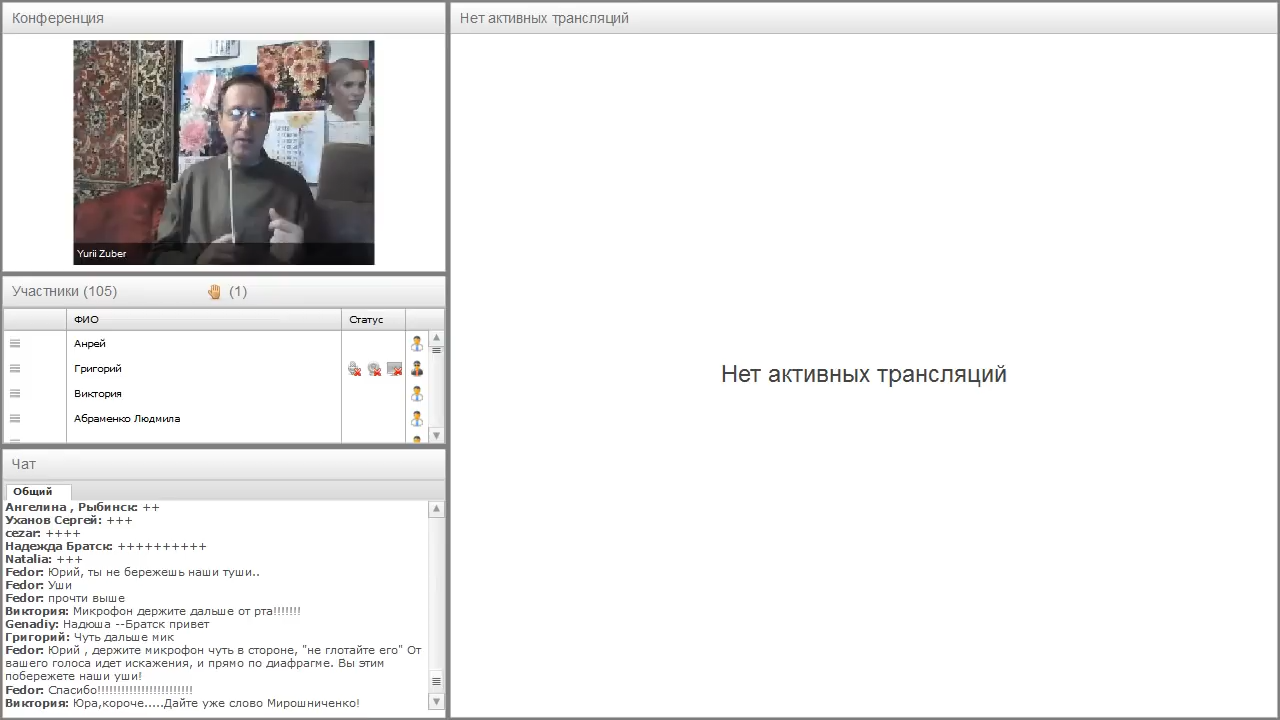 Конференция
Нет активных трансляций
Yurii Zuber
Участники (105)
(1)
ФИО
Статус
Анрей
Григорий
Виктория
Абраменко Людмила
Нет активных трансляций
Чат
Общий
Ангелина , Рыбинск: ++
Уханов Сергей: +++
cezar: ++++
Надежда Братск: ++++++++++
Natalia: +++
Fedor: Юрий, ты не бережешь наши туши..
Fedor: Уши
Fedor: прочти выше
Виктория: Микрофон держите дальше от рта!!!!!!!
Genadiy: Надюша --Братск привет
Григорий: Чуть дальше мик
Fedor: Юрий , держите микрофон чуть в стороне, "не глотайте его" От
вашего голоса идет искажения, и прямо по диафрагме. Вы этим
побережете наши уши!
Fedor: Спасибо!!!!!!!!!!!!!!!!!!!!!!!!
Виктория: Юра,короче.....Дайте уже слово Мирошниченко!